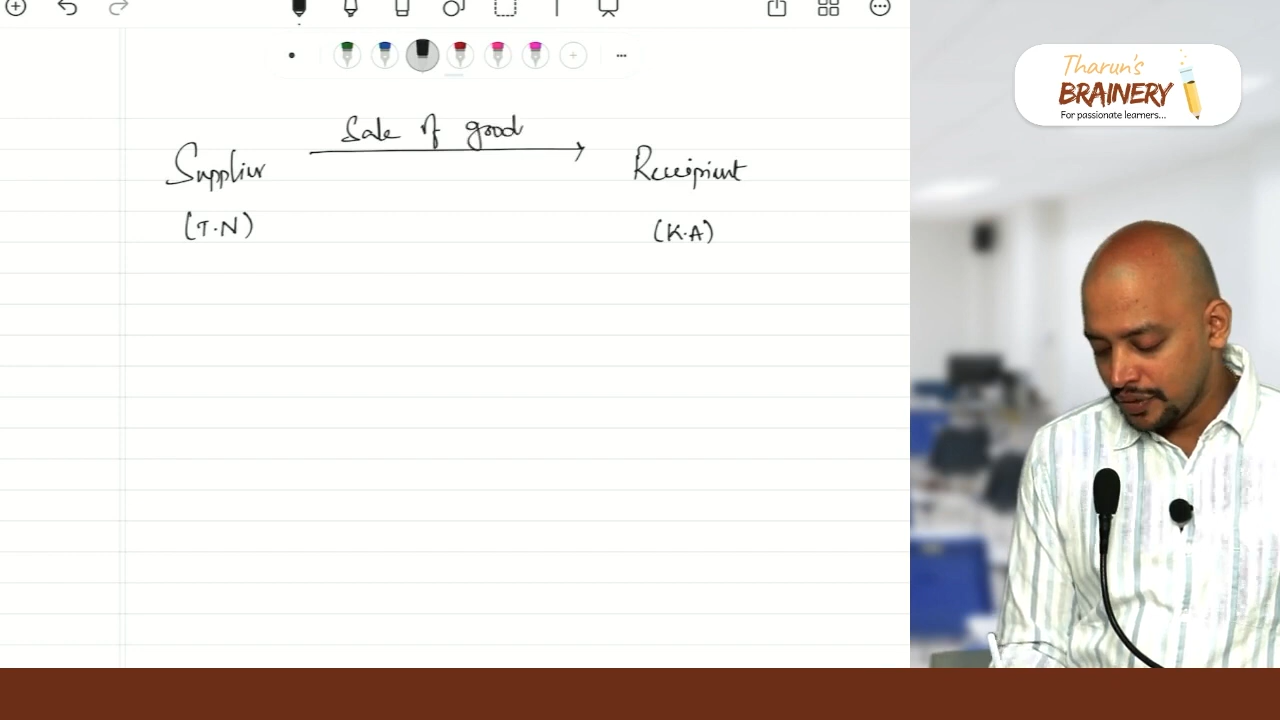 Tharun's
BRAINERY
For passionate learners...
Sale of good
Supplier
Recipient
(T.N)
(K.A)